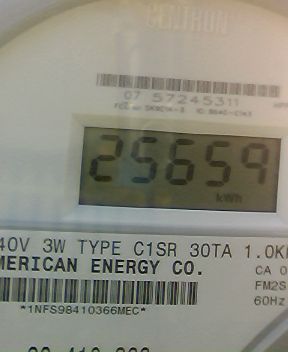 CENTRON
07 57245311
25659
kWh
40V 3W TYPE C1SR 30TA 1.0K
MERICAN ENERGY CO.
CA 0
FM2S
60Hz
*1NFS98410366MEC*